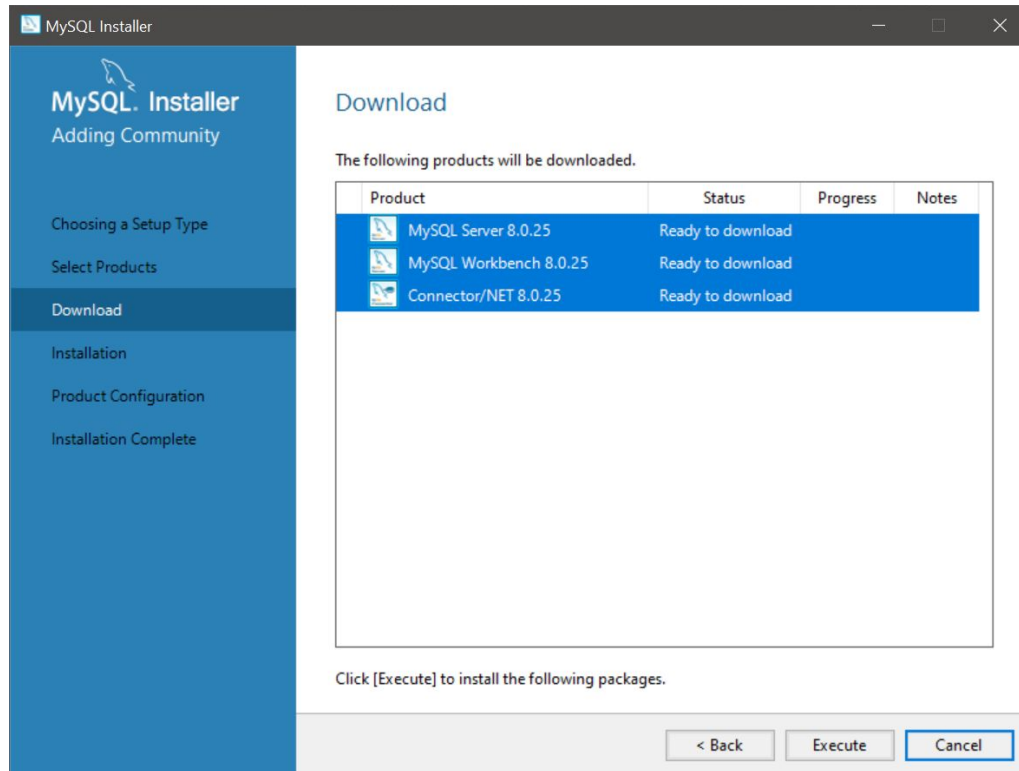 MySQL Installer
MySQL. Installer
Adding Community
Choosing a Setup Type
Select Products
Download
Installation
Product Configuration
Installation Complete
Download
The following products will be downloaded.
Product Status Progress Notes
MySQL Server 8.0.25 Ready to download
MySQL Workbench 8.0.25 Ready to download
Connector/NET 8.0.25 Ready to download
Click [Execute] to install the following packages.
< Back Execute Cancel